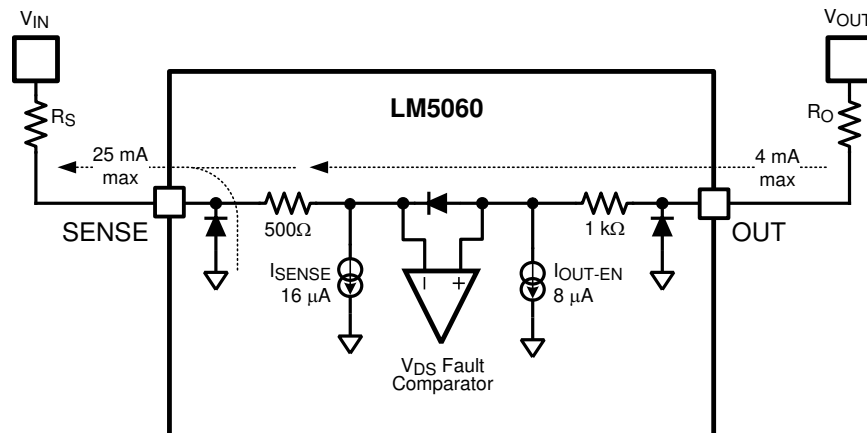 VIN
VOUT
RS
LM5060
RO
25 mA
max
4 mA
max
SENSE
500Ω
1 kΩ
OUT
ISENSE
16 μA
− +
IOUT-EN
8 μA
VDS Fault
Comparator